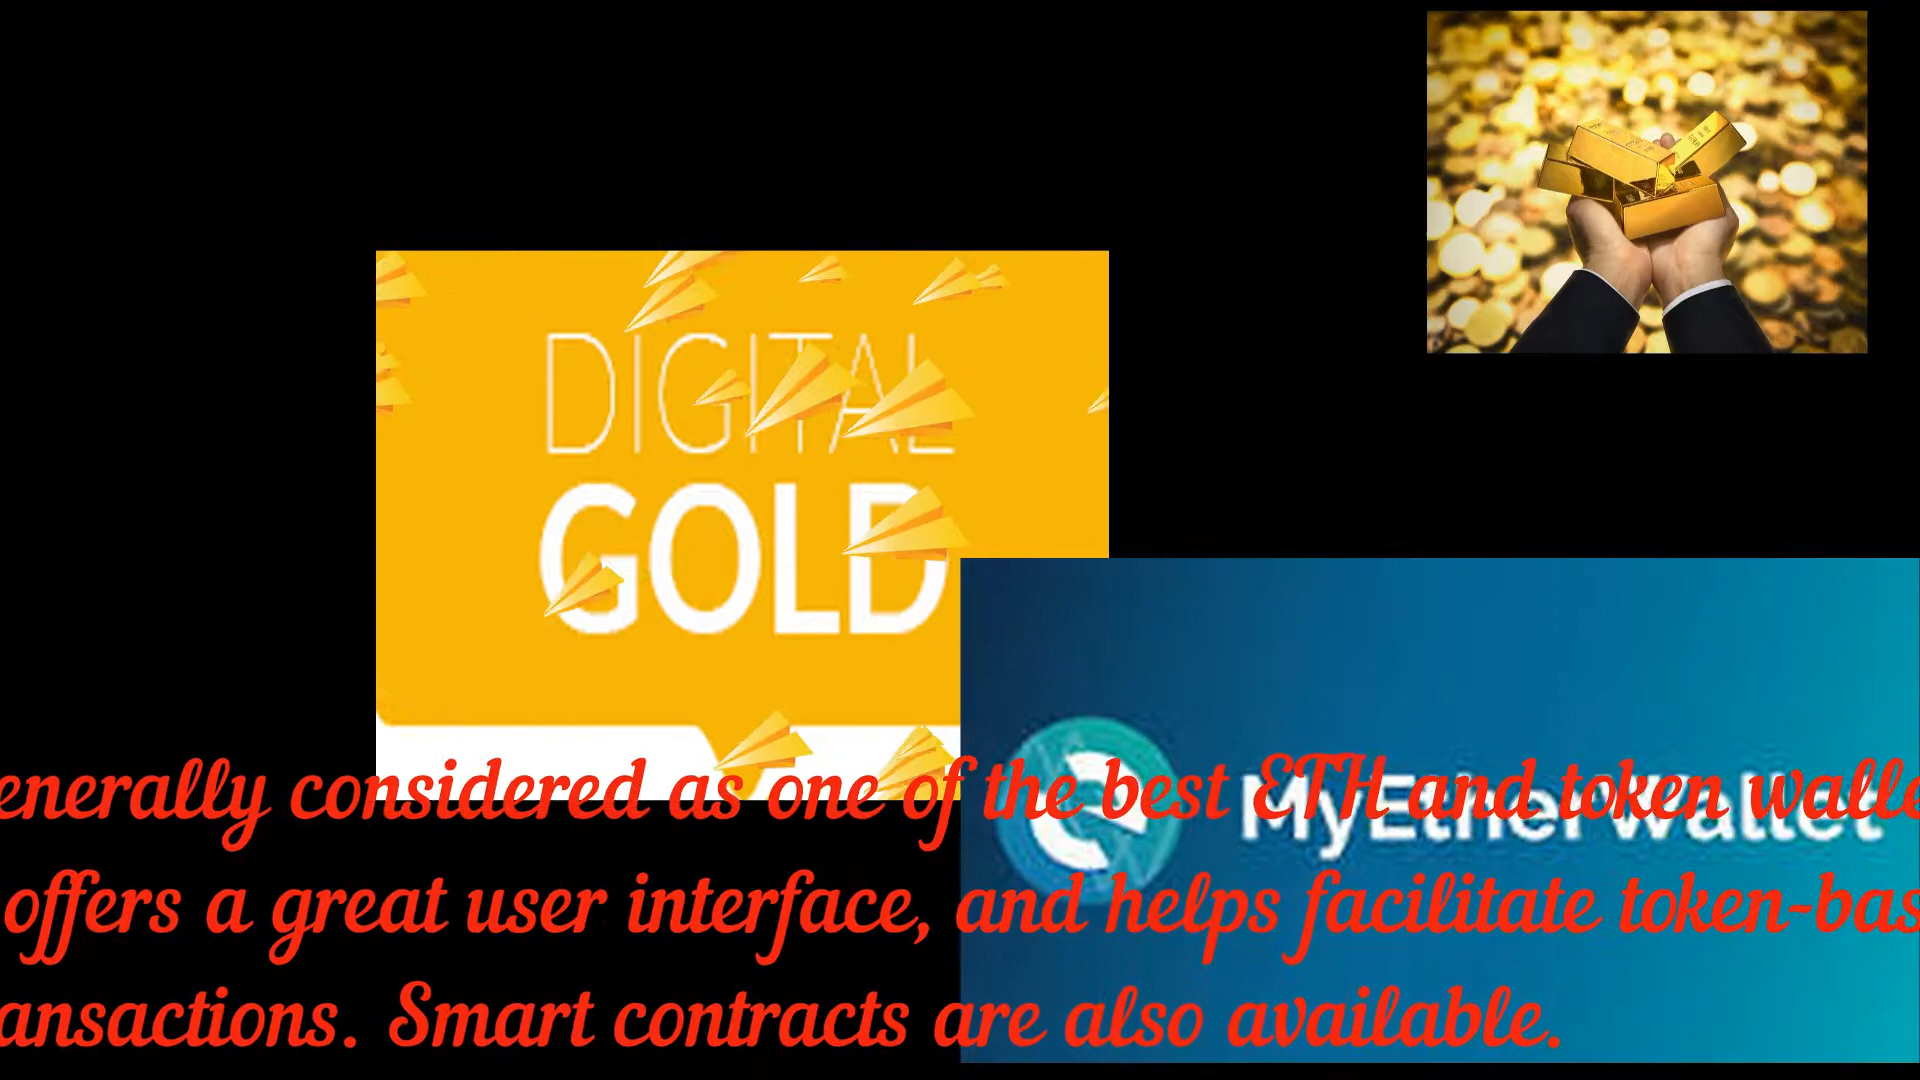 DIGITAL
GOLD
MyEtherWallet
enerally considered as one of the best ETH and token walle
offers a great user interface, and helps facilitate token-bas
ansactions. Smart contracts are also available.